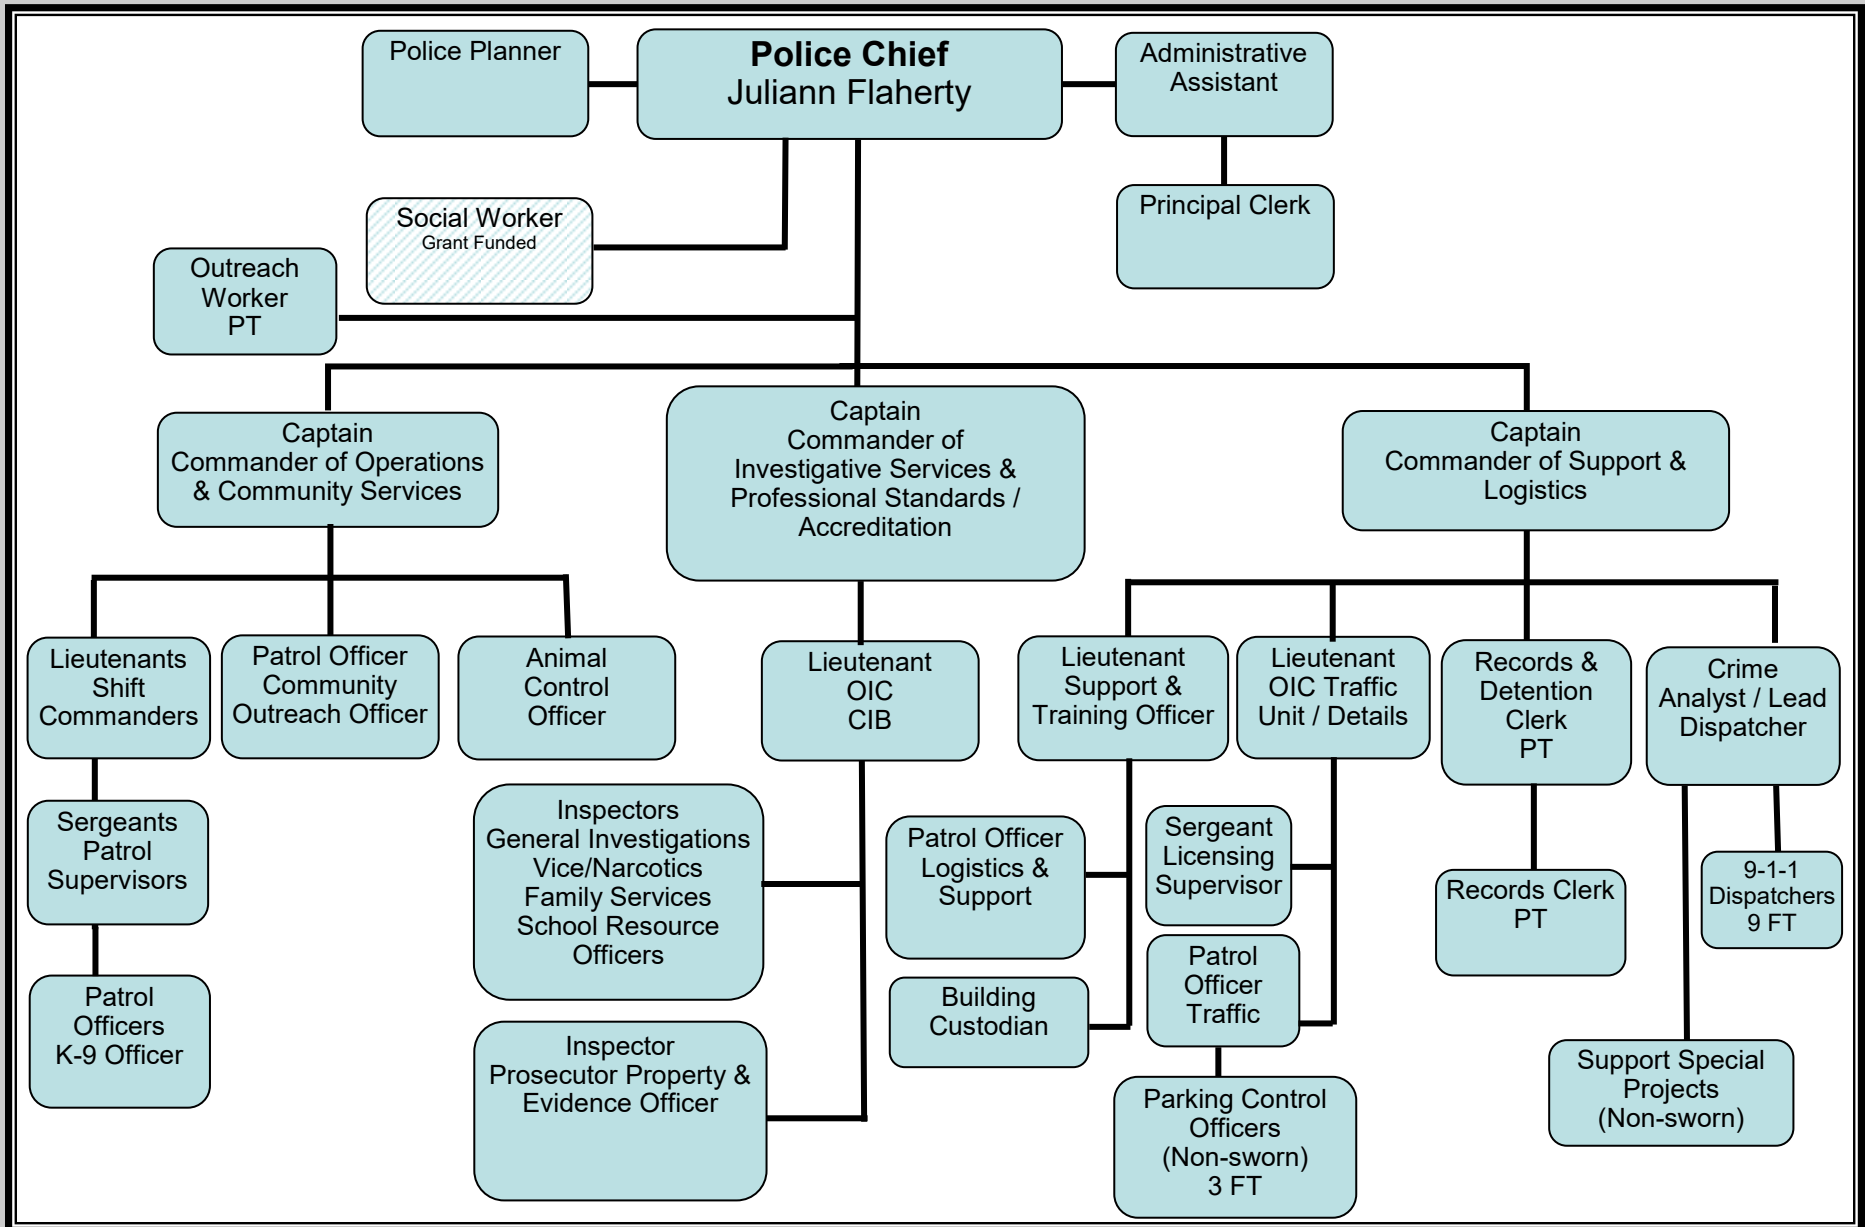 Police Planner
Police Chief
Juliann Flaherty
Administrative
Assistant
Principal Clerk
Social Worker
Grant Funded
Outreach
Worker
PT
Captain
Commander of Operations
& Community Services
Captain
Commander of
Investigative Services &
Professional Standards /
Accreditation
Captain
Commander of Support &
Logistics
Lieutenants
Shift
Commanders
Patrol Officer
Community
Outreach Officer
Animal
Control
Officer
Lieutenant
OIC
CIB
Lieutenant
Support &
Training Officer
Lieutenant
OIC Traffic
Unit / Details
Records &
Detention
Clerk
PT
Crime
Analyst / Lead
Dispatcher
Sergeants
Patrol
Supervisors
Inspectors
General Investigations
Vice/Narcotics
Family Services
School Resource
Officers
Patrol Officer
Logistics &
Support
Sergeant
Licensing
Supervisor
Records Clerk
PT
9-1-1
Dispatchers
9 FT
Patrol
Officers
K-9 Officer
Inspector
Prosecutor Property &
Evidence Officer
Building
Custodian
Patrol
Officer
Traffic
Parking Control
Officers
(Non-sworn)
3 FT
Support Special
Projects
(Non-sworn)